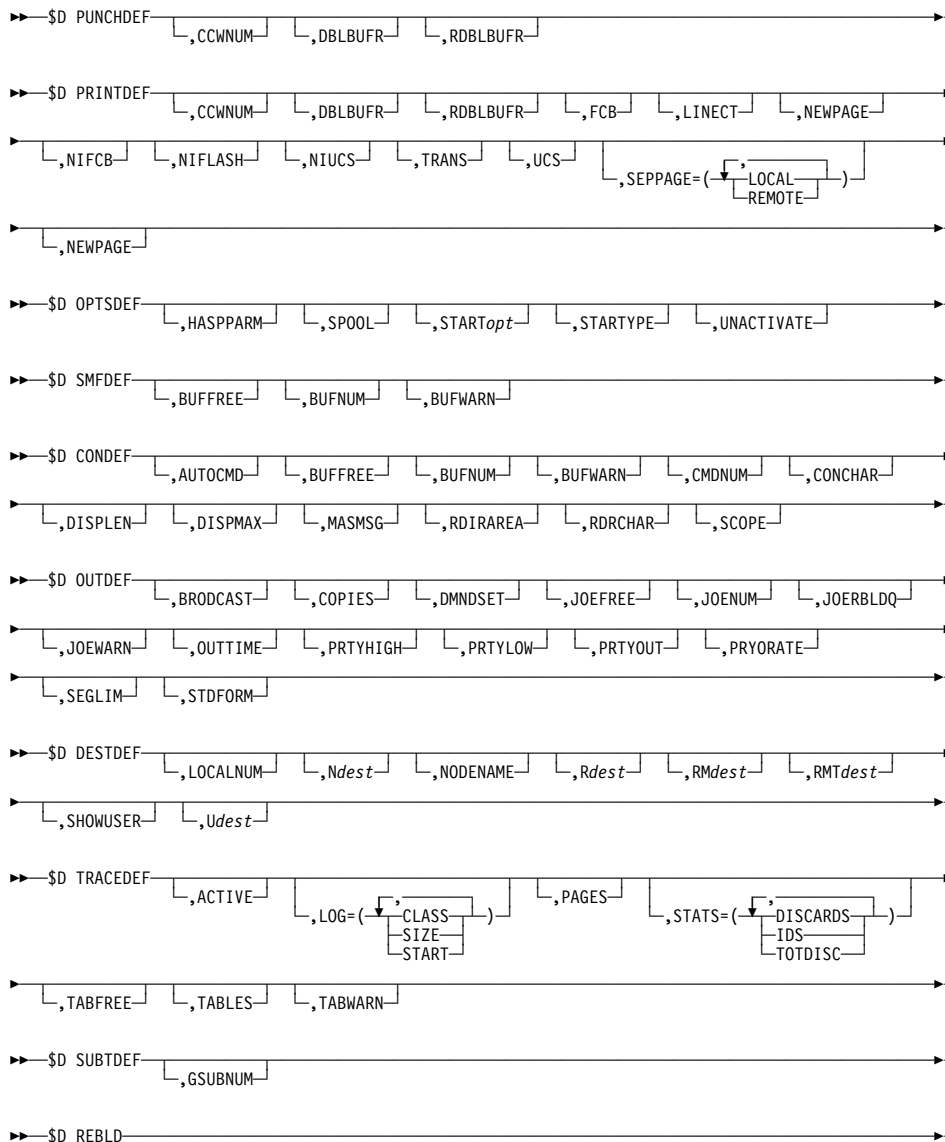 $D PUNCHDEF
,CCWNUM ,DBLBUFR ,RDBLBUFR
$D PRINTDEF
,CCWNUM ,DBLBUFR ,RDBLBUFR ,FCB ,LINECT ,NEWPAGE
,NIFCB ,NIFLASH ,NIUCS ,TRANS ,UCS
,
,SEPPAGE=( LOCAL )
REMOTE
,NEWPAGE
$D OPTSDEF
,HASPPARM ,SPOOL ,STARTopt ,STARTYPE ,UNACTIVATE
$D SMFDEF
,BUFFREE ,BUFNUM ,BUFWARN
$D CONDEF
,AUTOCMD ,BUFFREE ,BUFNUM ,BUFWARN ,CMDNUM ,CONCHAR
,DISPLEN ,DISPMAX ,MASMSG ,RDIRAREA ,RDRCHAR ,SCOPE
$D OUTDEF
,BRODCAST ,COPIES ,DMNDSET ,JOEFREE ,JOENUM ,JOERBLDQ
,JOEWARN ,OUTTIME ,PRTYHIGH ,PRTYLOW ,PRTYOUT ,PRYORATE
,SEGLIM ,STDFORM
$D DESTDEF
,LOCALNUM ,Ndest ,NODENAME ,Rdest ,RMdest ,RMTdest
,SHOWUSER ,Udest
$D TRACEDEF
,ACTIVE , ,PAGES ,
,LOG=( CLASS ) ,STATS=( DISCARDS )
SIZE IDS
START TOTDISC
,TABFREE ,TABLES ,TABWARN
$D SUBTDEF
,GSUBNUM
$D REBLD